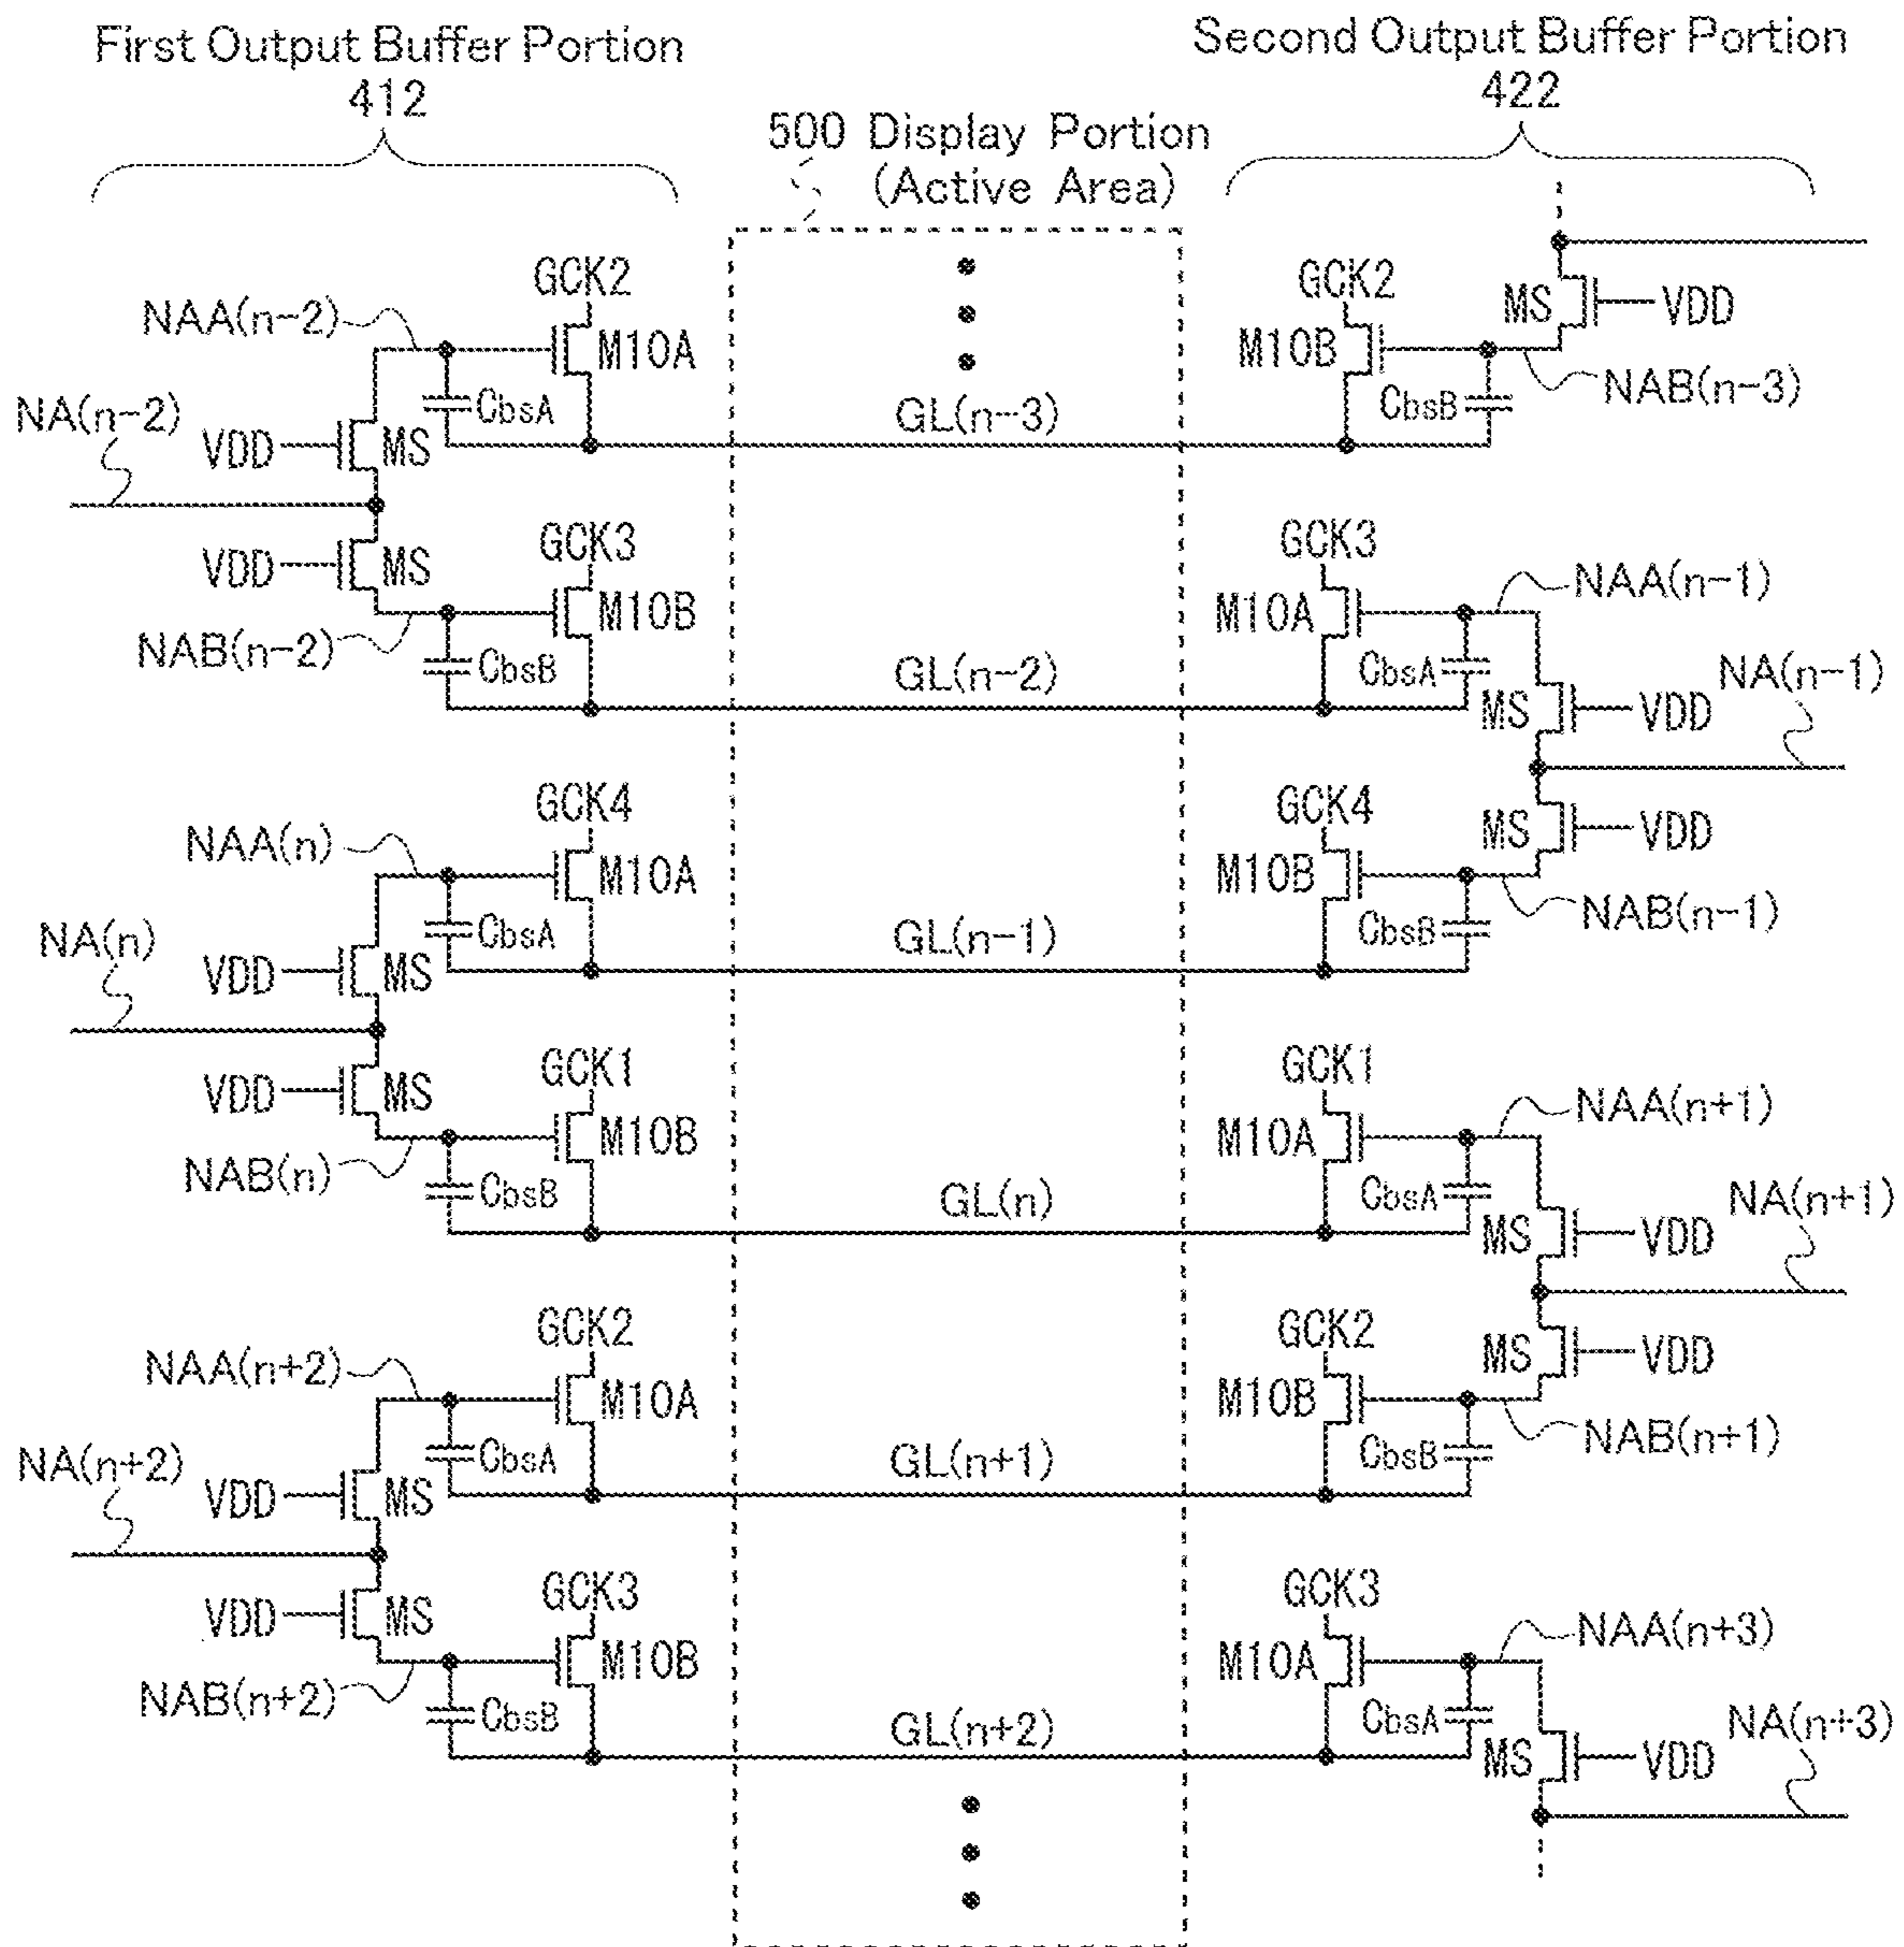 First Output Buffer Portion
412
Second Output Buffer Portion
422
500 Display Portion
(Active Area)
GCK2
NAA(n-2)
M10A
CbsA
NA(n-2)
VDD
MS
GL(n-3)
GCK2
M10B
MS
VDD
CbsB
NAB(n-3)
VDD
MS
GCK3
M10B
NAB(n-2)
CbsB
GL(n-2)
GCK3
M10A
NAA(n-1)
CbsA
NA(n-1)
MS
VDD
GCK4
NAA(n)
M10A
CbsA
NA(n)
VDD
MS
GL(n-1)
GCK4
MS
VDD
M10B
CbsB
NAB(n-1)
VDD
MS
GCK1
M10B
NAB(n)
CbsB
GL(n)
GCK1
M10A
NAA(n+1)
CbsA
NA(n+1)
MS
VDD
GCK2
NAA(n+2)
M10A
CbsA
NA(n+2)
VDD
MS
GL(n+1)
GCK2
MS
VDD
M10B
CbsB
NAB(n+1)
VDD
MS
GCK3
M10B
NAB(n+2)
CbsB
GL(n+2)
GCK3
M10A
NAA(n+3)
CbsA
NA(n+3)
MS
VDD